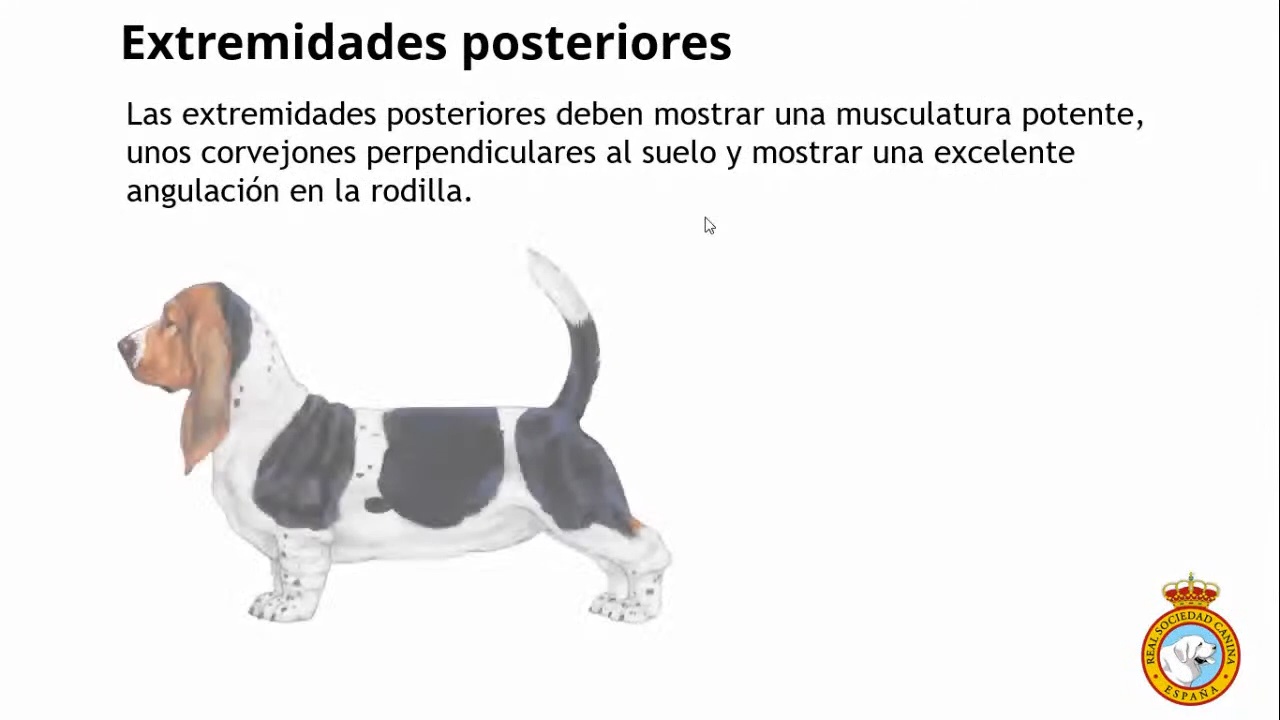 Extremidades posteriores
Las extremidades posteriores deben mostrar una musculatura potente,
unos corvejones perpendiculares al suelo y mostrar una excelente
angulación en la rodilla.
REAL SOCIEDAD CANINA
ESPAÑA